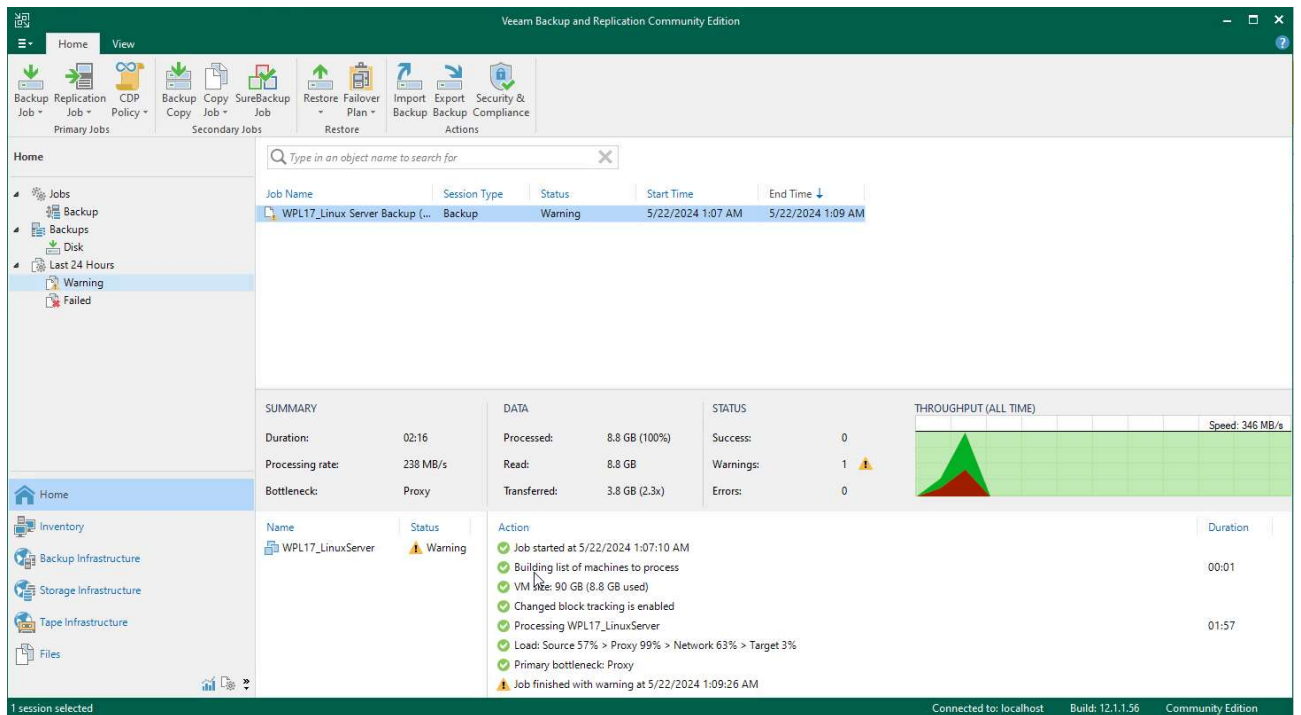 Veeam Backup and Replication Community Edition
Home View
Backup Job Replication Job CDP Policy Backup Copy Copy Job SureBackup Job Restore Failover Plan Import Backup Export Backup Security & Compliance
Primary Jobs Secondary Jobs Restore Actions
Home
Type in an object name to search for
Jobs
Backup
Backups
Disk
Last 24 Hours
Warning
Failed
Job Name Session Type Status Start Time End Time
WPL17_Linux Server Backup (... Backup Warning 5/22/2024 1:07 AM 5/22/2024 1:09 AM
SUMMARY DATA STATUS THROUGHPUT (ALL TIME)
Speed: 346 MB/s
Duration: 02:16 Processed: 8.8 GB (100%) Success: 0
Processing rate: 238 MB/s Read: 8.8 GB Warnings: 1
Bottleneck: Proxy Transferred: 3.8 GB (2.3x) Errors: 0
Home
Inventory
Backup Infrastructure
Storage Infrastructure
Tape Infrastructure
Files
Name Status Action Duration
WPL17_LinuxServer Warning
Job started at 5/22/2024 1:07:10 AM
Building list of machines to process 00:01
VM size: 90 GB (8.8 GB used)
Changed block tracking is enabled
Processing WPL17_LinuxServer 01:57
Load: Source 57% > Proxy 99% > Network 63% > Target 3%
Primary bottleneck: Proxy
Job finished with warning at 5/22/2024 1:09:26 AM
1 session selected Connected to: localhost Build: 12.1.1.56 Community Edition